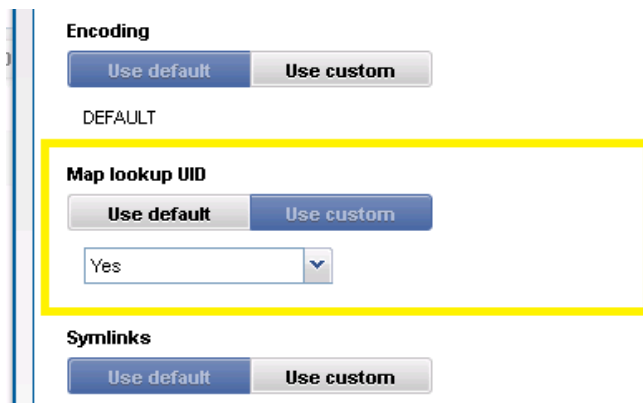 Encoding
Use default Use custom
DEFAULT
Map lookup UID
Use default Use custom
Yes
Symlinks
Use default Use custom